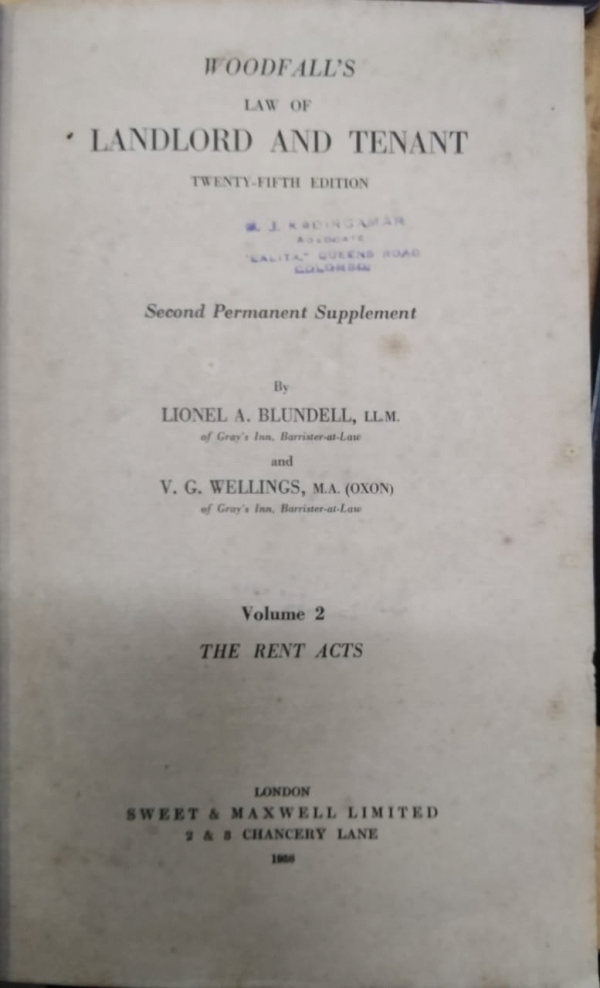 WOODFALL'S
LAW OF
LANDLORD AND TENANT
TWENTY-FIFTH EDITION
J. KADIRGAMAR
ADVOCATE
"LALITA," QUEENS ROAD
COLOMBO
Second Permanent Supplement
By
LIONEL A. BLUNDELL, LL.M.
of Gray's Inn, Barrister-at-Law
and
V. G. WELLINGS, M.A. (OXON)
of Gray's Inn, Barrister-at-Law
Volume 2
THE RENT ACTS
LONDON
SWEET & MAXWELL LIMITED
2 & 3 CHANCERY LANE